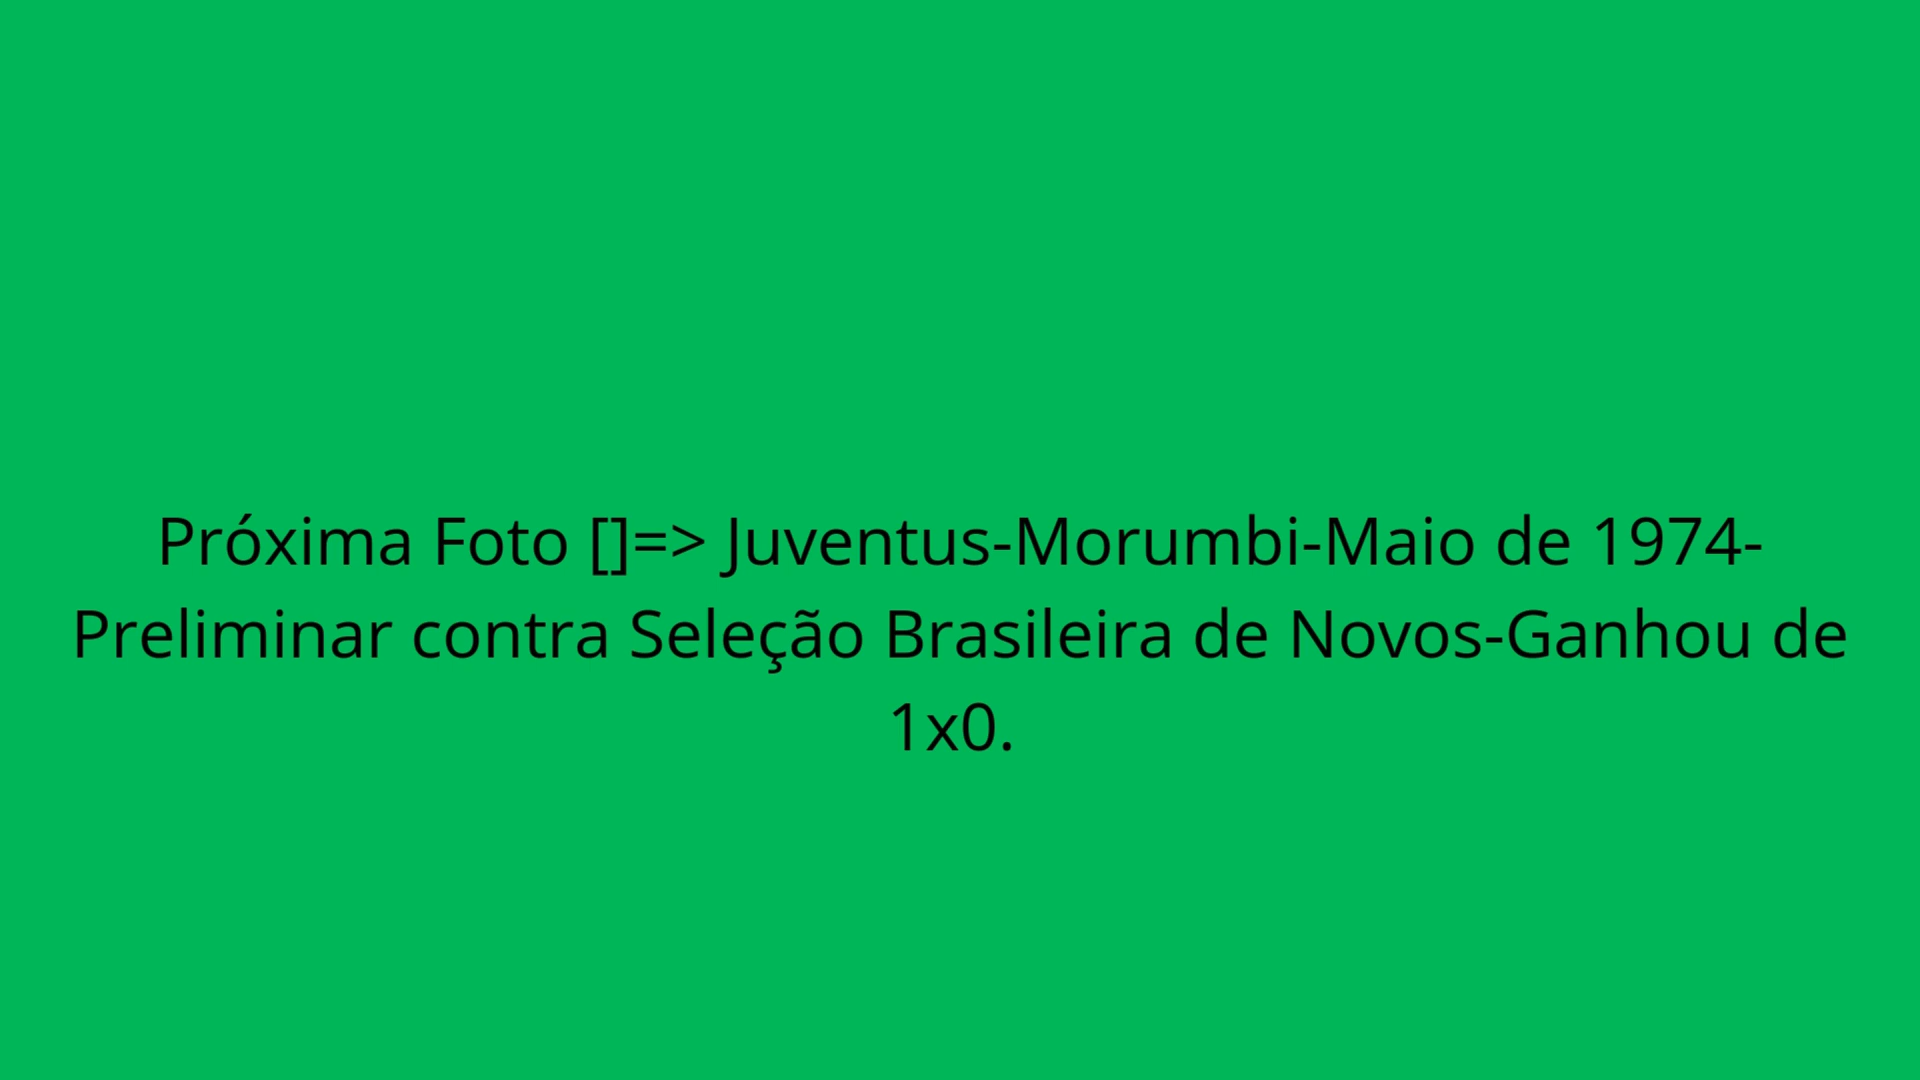 Próxima Foto []=> Juventus-Morumbi-Maio de 1974-
Preliminar contra Seleção Brasileira de Novos-Ganhou de
1x0.